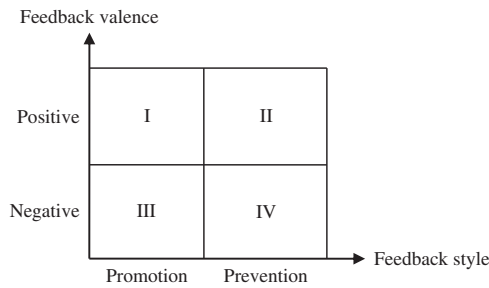 Feedback valence
Positive
I
II
Negative
III
IV
Feedback style
Promotion
Prevention